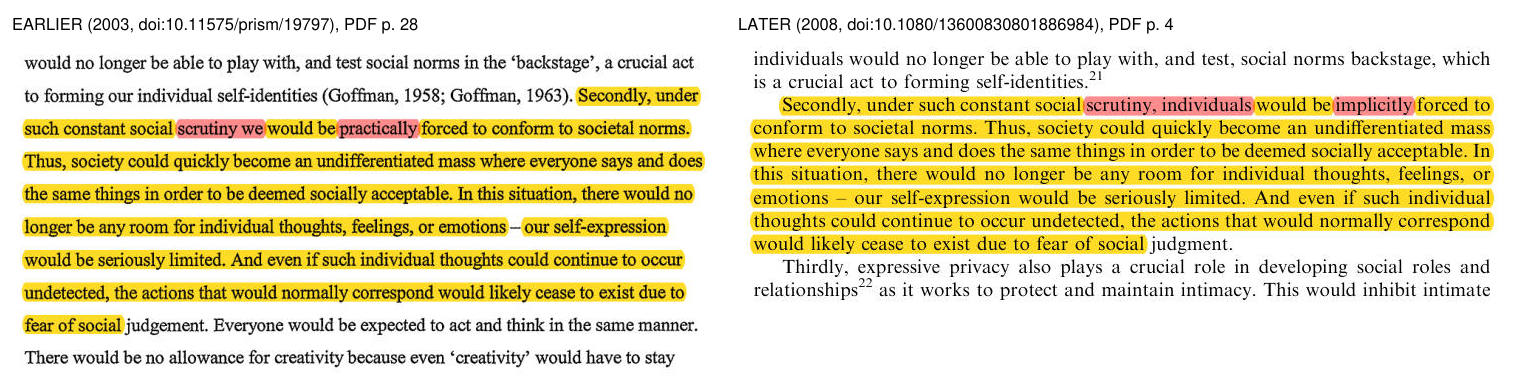 EARLIER (2003, doi:10.11575/prism/19797), PDF p. 28
would no longer be able to play with, and test social norms in the ‘backstage’, a crucial act
to forming our individual self-identities (Goffman, 1958; Goffman, 1963). Secondly, under
such constant social scrutiny we would be practically forced to conform to societal norms.
Thus, society could quickly become an undifferentiated mass where everyone says and does
the same things in order to be deemed socially acceptable. In this situation, there would no
longer be any room for individual thoughts, feelings, or emotions – our self-expression
would be seriously limited. And even if such individual thoughts could continue to occur
undetected, the actions that would normally correspond would likely cease to exist due to
fear of social judgement. Everyone would be expected to act and think in the same manner.
There would be no allowance for creativity because even ‘creativity’ would have to stay
LATER (2008, doi:10.1080/13600830801886984), PDF p. 4
individuals would no longer be able to play with, and test, social norms backstage, which
is a crucial act to forming self-identities.21
Secondly, under such constant social scrutiny, individuals would be implicitly forced to
conform to societal norms. Thus, society could quickly become an undifferentiated mass
where everyone says and does the same things in order to be deemed socially acceptable. In
this situation, there would no longer be any room for individual thoughts, feelings, or
emotions – our self-expression would be seriously limited. And even if such individual
thoughts could continue to occur undetected, the actions that would normally correspond
would likely cease to exist due to fear of social judgment.
Thirdly, expressive privacy also plays a crucial role in developing social roles and
relationships22 as it works to protect and maintain intimacy. This would inhibit intimate